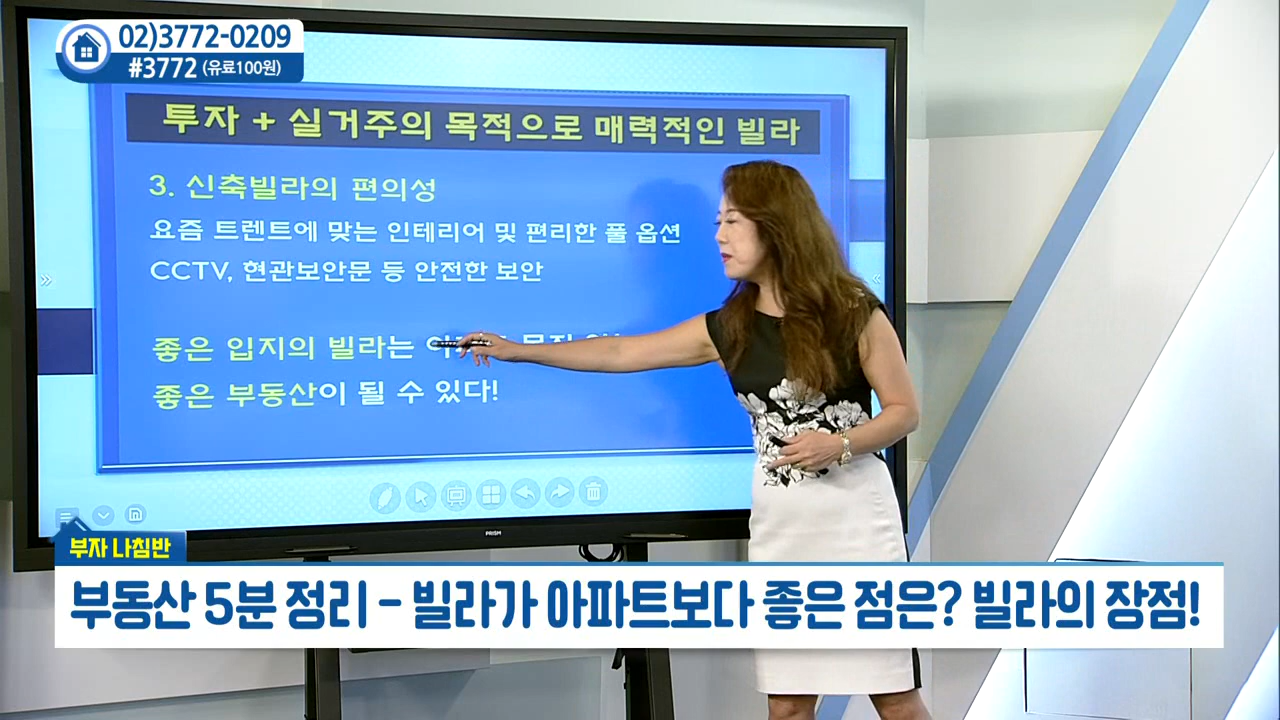 02)3772-0209
#3772 (유료100원)
투자 + 실거주의 목적으로 매력적인 빌라
3. 신축빌라의 편의성
요즘 트렌트에 맞는 인테리어 및 편리한 풀 옵션
CCTV, 현관보안문 등 안전한 보안
좋은 입지의 빌라는
좋은 부동산이 될 수 있다!
PRISM
부자 나침반
부동산 5분 정리 - 빌라가 아파트보다 좋은 점은? 빌라의 장점!